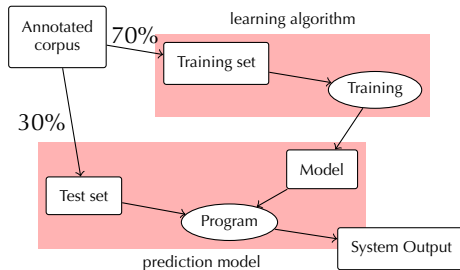 learning algorithm
Annotated
corpus
70%
Training set
Training
30%
Model
Test set
Program
System Output
prediction model